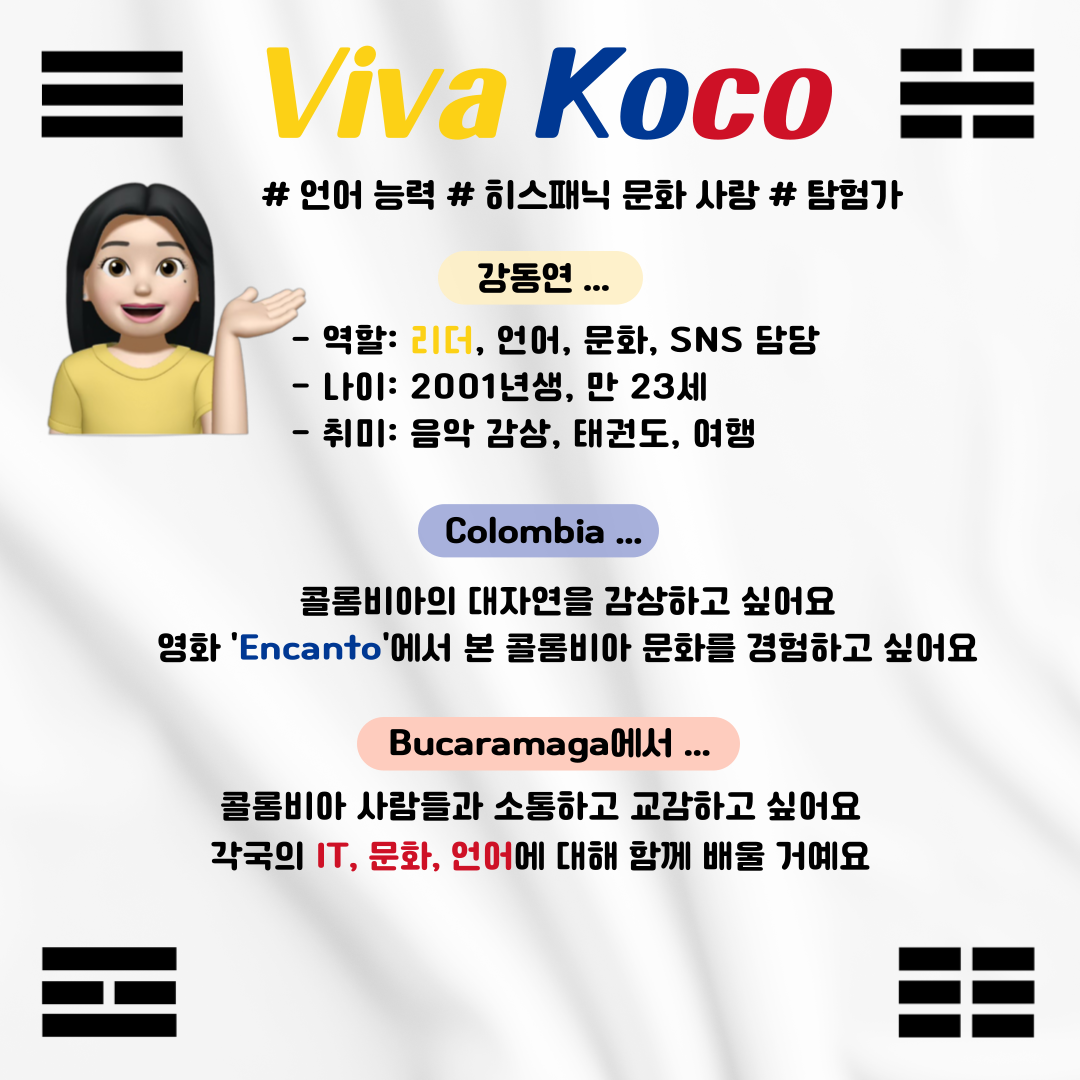 Viva Koco
# 언어 능력 # 히스패닉 문화 사랑 # 탐험가
강동연 ...
- 역할: 리더, 언어, 문화, SNS 담당
- 나이: 2001년생, 만 23세
- 취미: 음악 감상, 태권도, 여행
Colombia ...
콜롬비아의 대자연을 감상하고 싶어요
영화 'Encanto'에서 본 콜롬비아 문화를 경험하고 싶어요
Bucaramaga에서 ...
콜롬비아 사람들과 소통하고 교감하고 싶어요
각국의 IT, 문화, 언어에 대해 함께 배울 거예요